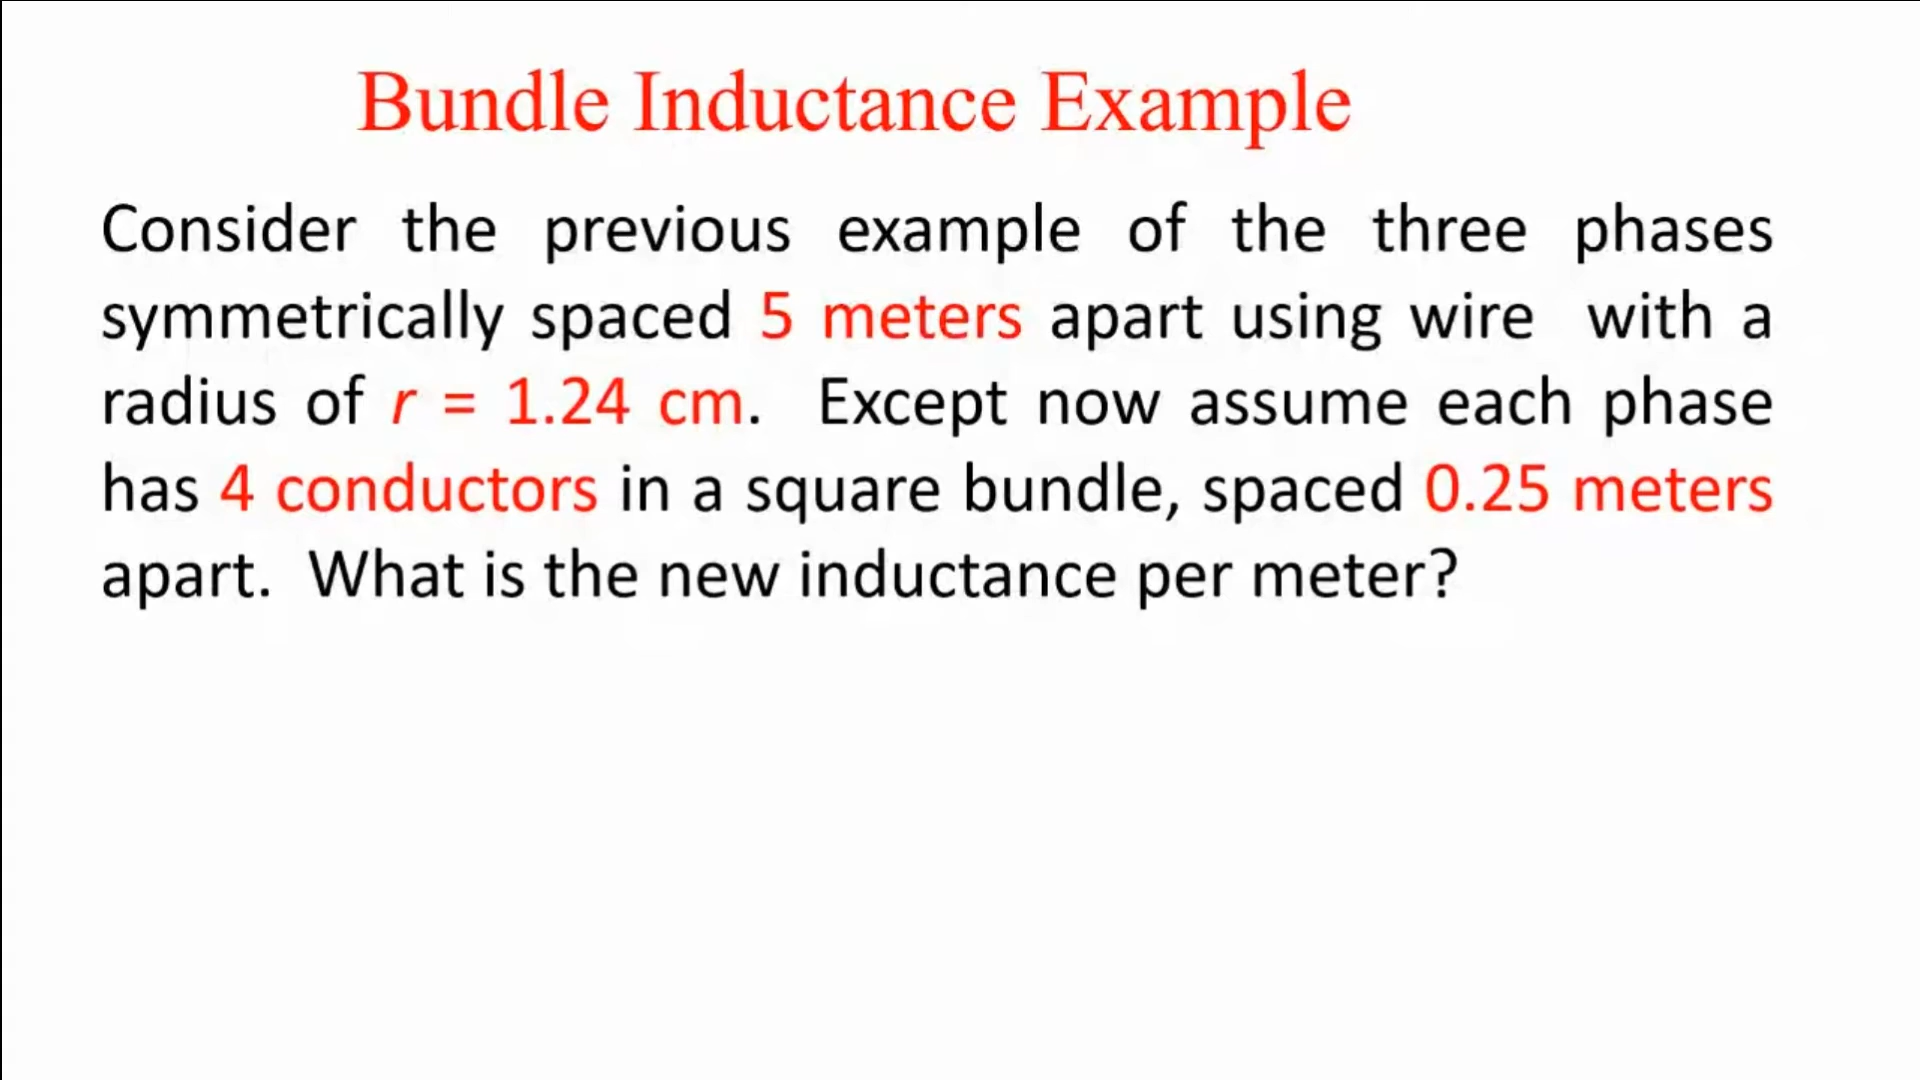 Bundle Inductance Example
Consider the previous example of the three phases
symmetrically spaced 5 meters apart using wire with a
radius of r = 1.24 cm. Except now assume each phase
has 4 conductors in a square bundle, spaced 0.25 meters
apart. What is the new inductance per meter?